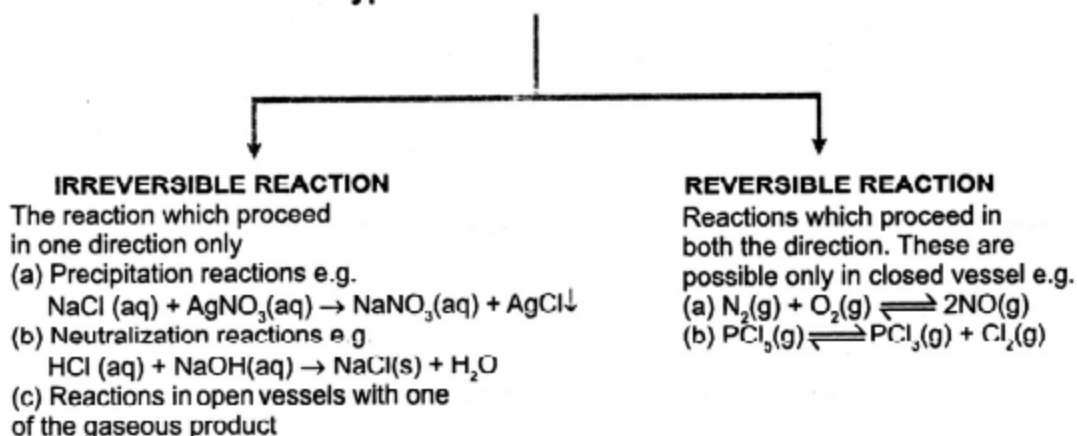 IRREVERSIBLE REACTION
The reaction which proceed
in one direction only
(a) Precipitation reactions e.g.
NaCl (aq) + AgNO₃(aq) → NaNO₃(aq) + AgCl↓
(b) Neutralization reactions e.g.
HCl (aq) + NaOH(aq) → NaCl(s) + H₂O
(c) Reactions in open vessels with one
of the gaseous product
REVERSIBLE REACTION
Reactions which proceed in
both the direction. These are
possible only in closed vessel e.g.
(a) N₂(g) + O₂(g) ⇌ 2NO(g)
(b) PCl₅(g) ⇌ PCl₃(g) + Cl₂(g)